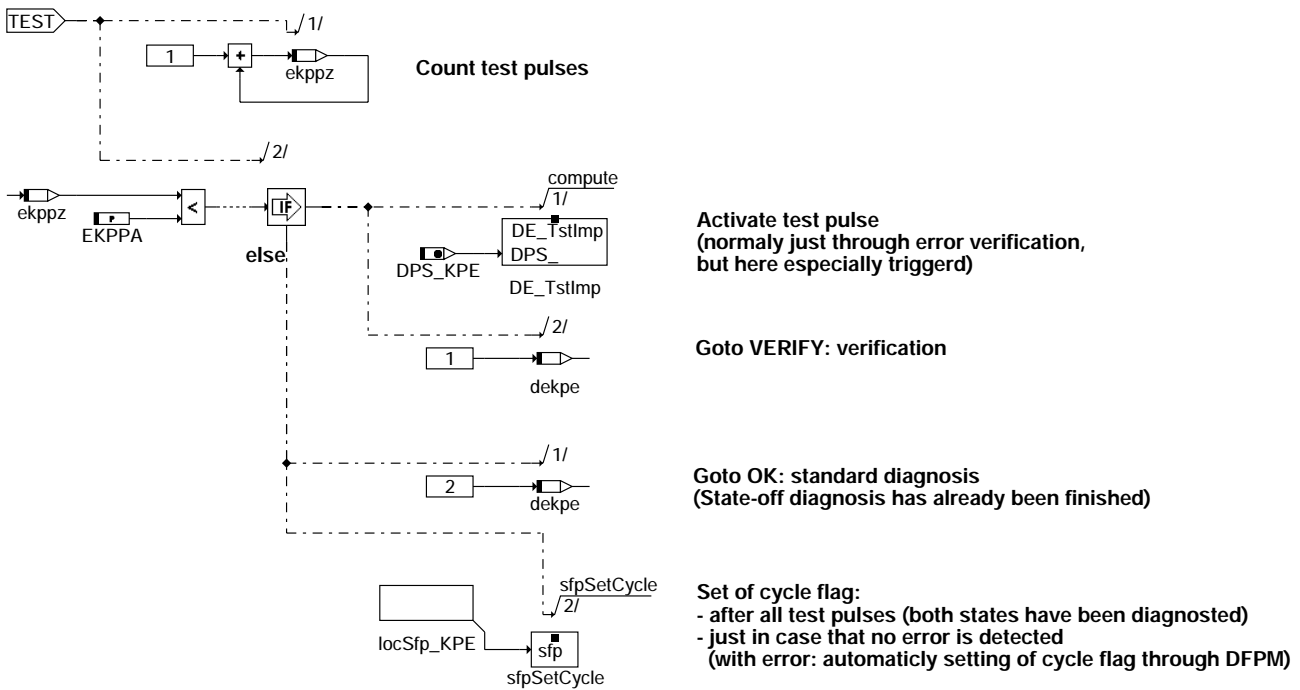 TEST
1/
1
+
ekppz
Count test pulses
2/
ekppz
EKPPA
P
<
IF
else
compute
1/
DE_TstImp
DPS_
DPS_KPE
DE_TstImp
Activate test pulse
(normaly just through error verification,
but here especially triggerd)
2/
1
dekpe
Goto VERIFY: verification
1/
2
dekpe
Goto OK: standard diagnosis
(State-off diagnosis has already been finished)
sfpSetCycle
2/
locSfp_KPE
sfp
sfpSetCycle
Set of cycle flag:
- after all test pulses (both states have been diagnosted)
- just in case that no error is detected
(with error: automaticly setting of cycle flag through DFPM)